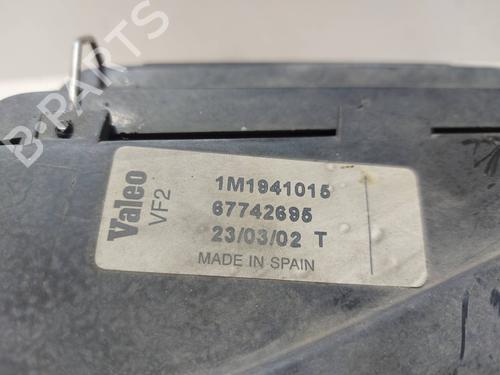 B-PARTS
Valeo
VF2
1M1941015
67742695
23/03/02 T
MADE IN SPAIN